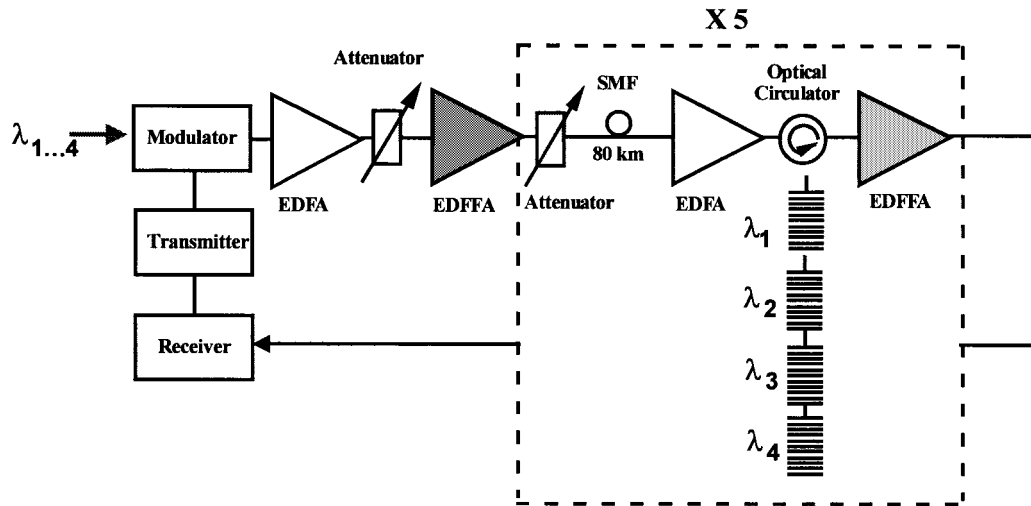 X 5
Attenuator
SMF
Optical
Circulator
λ1...4
Modulator
80 km
EDFA
EDFFA
Attenuator
EDFA
EDFFA
Transmitter
λ1
λ2
Receiver
λ3
λ4